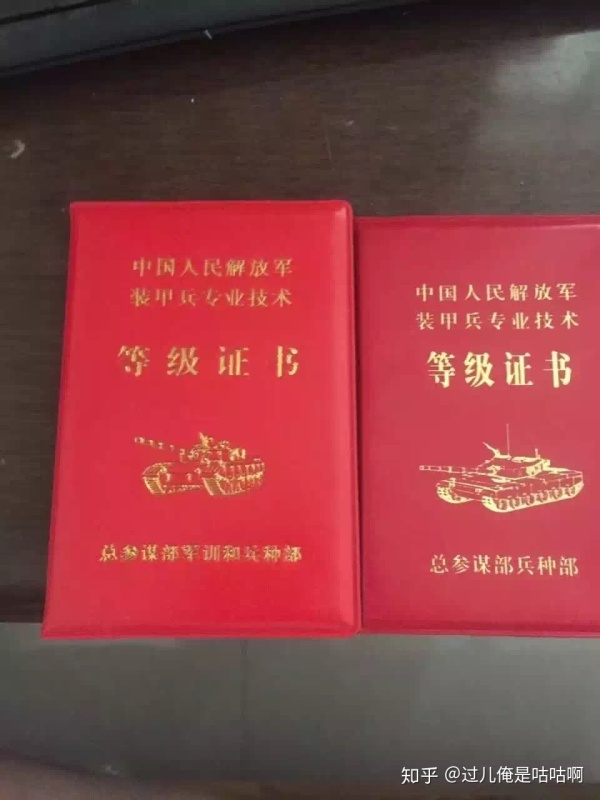 中国人民解放军
装甲兵专业技术
等级证书
总参谋部军训和兵种部
中国人民解放军
装甲兵专业技术
等级证书
总参谋部兵种部
知乎 @过儿俺是咕咕啊